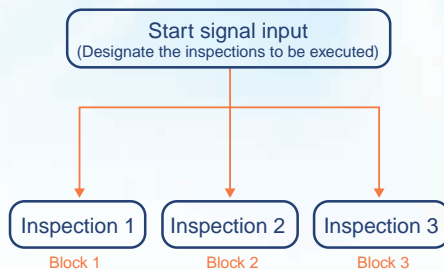 Start signal input
(Designate the inspections to be executed)
Inspection 1
Inspection 2
Inspection 3
Block 1
Block 2
Block 3